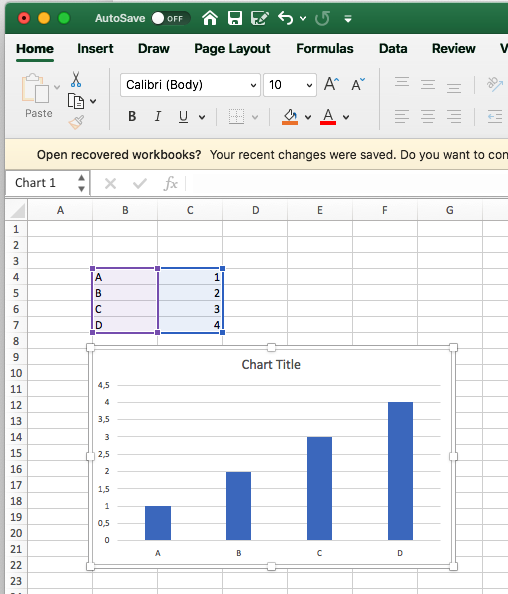 AutoSave OFF
Home Insert Draw Page Layout Formulas Data Review V
Paste Calibri (Body) 10 A A
B I U A
Open recovered workbooks? Your recent changes were saved. Do you want to con
Chart 1 fx
A B C D E F G
1
2
3
4 A 1
5 B 2
6 C 3
7 D 4
8
9
10
11
12
13
14
15
16
17
18
19
20
21
22
23
Chart Title
4,5
4
3,5
3
2,5
2
1,5
1
0,5
0
A B C D